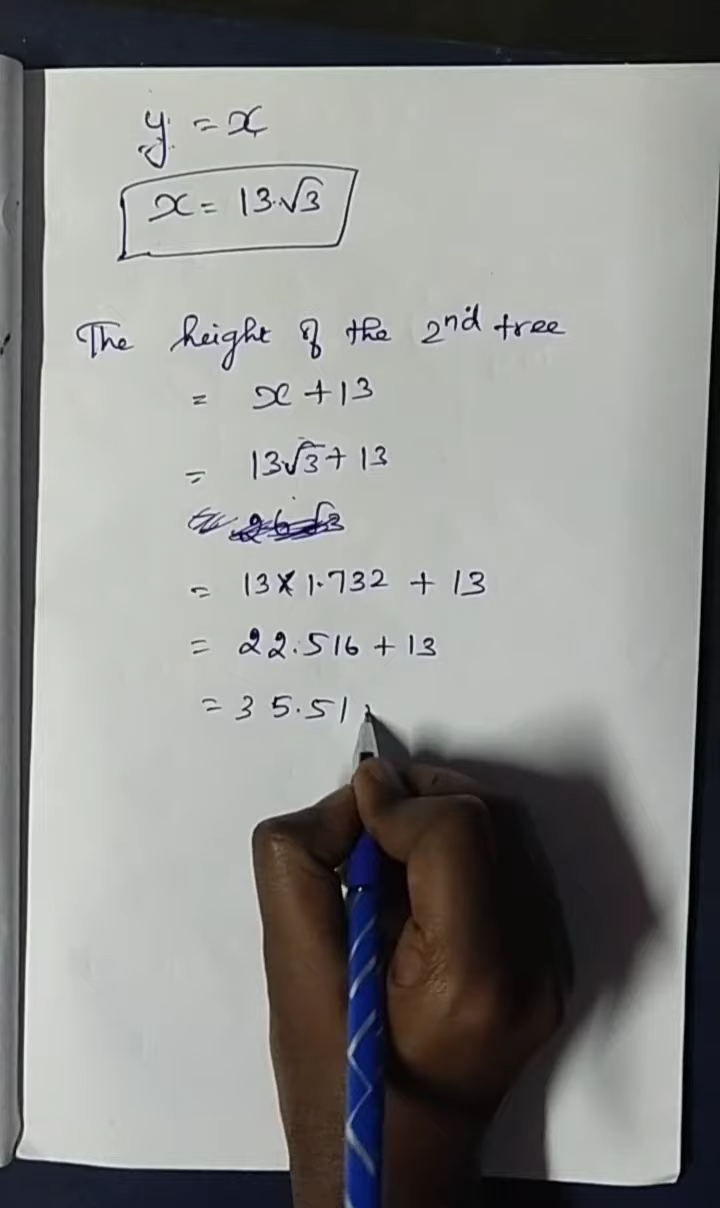 y = x
x = 13.√3
The height of the 2nd tree
= x + 13
= 13√3 + 13
= 13 × 1.732 + 13
= 22.516 + 13
= 35.51